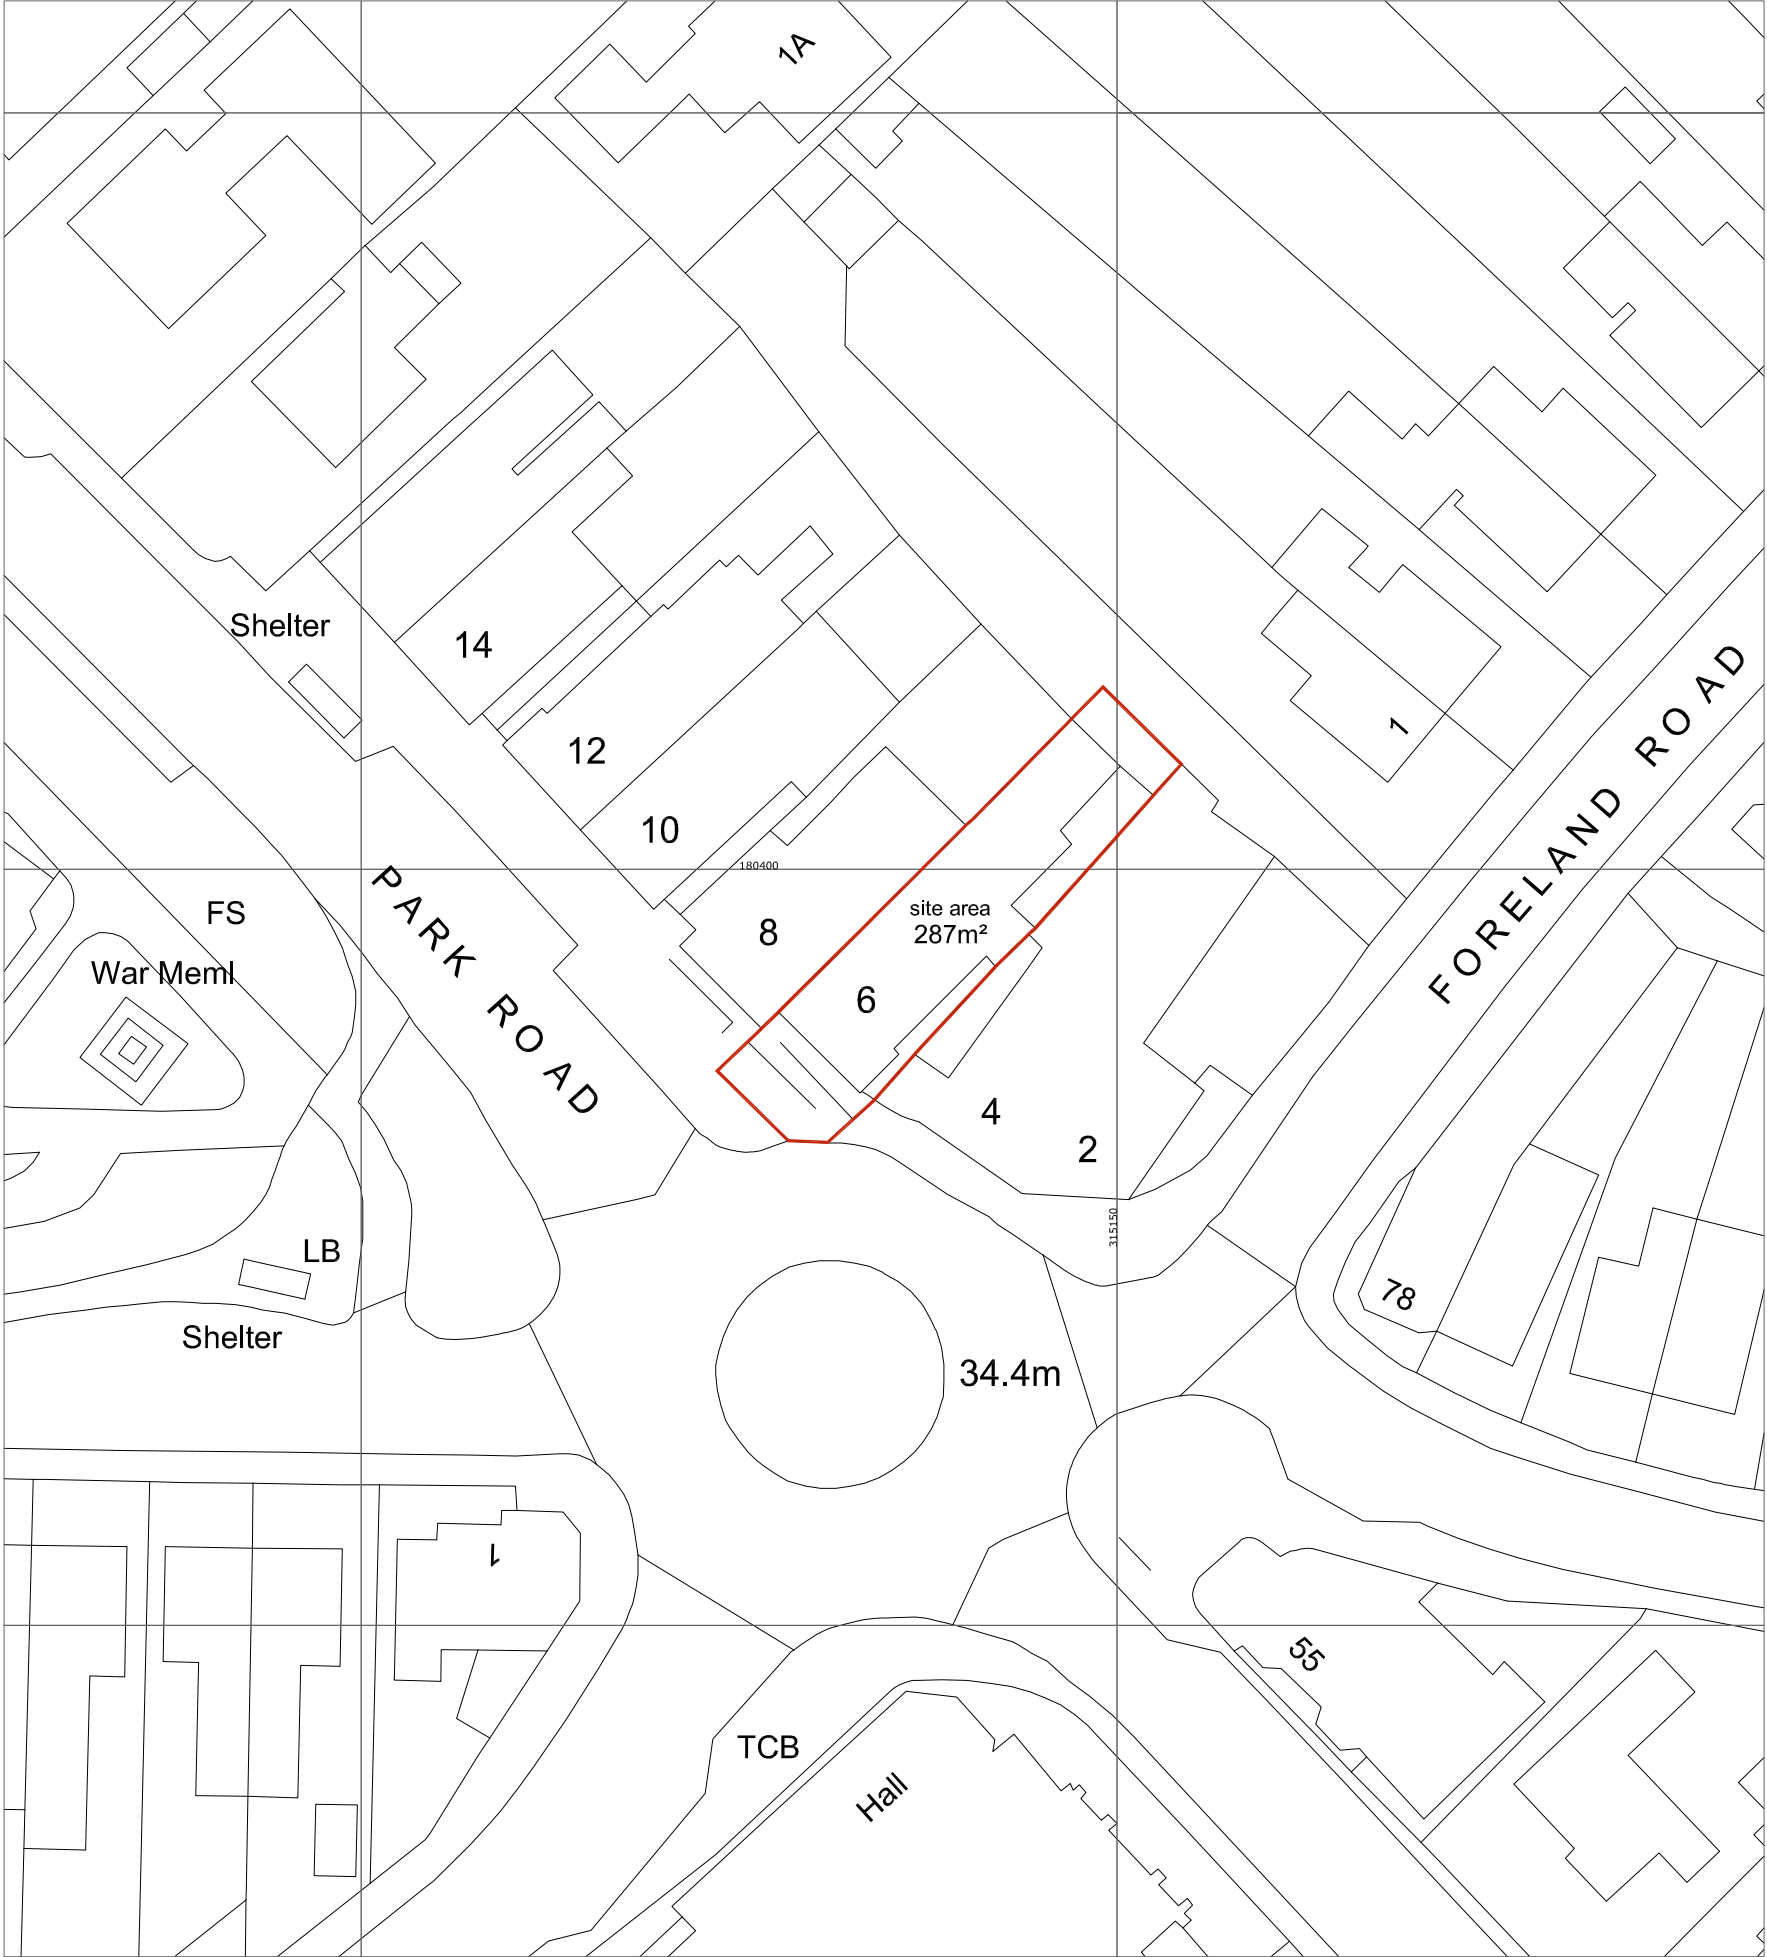 1A
Shelter
14
12
10
180400
8
site area
287m²
6
4
2
1
FORELAND ROAD
PARK ROAD
FS
War Meml
LB
Shelter
315150
78
34.4m
1
55
TCB
Hall